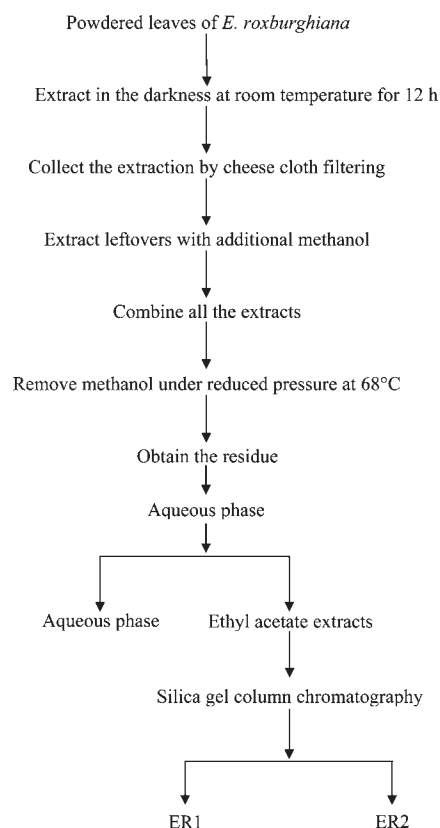 Powdered leaves of E. roxburghiana
Extract in the darkness at room temperature for 12 h
Collect the extraction by cheese cloth filtering
Extract leftovers with additional methanol
Combine all the extracts
Remove methanol under reduced pressure at 68°C
Obtain the residue
Aqueous phase
Aqueous phase
Ethyl acetate extracts
Silica gel column chromatography
ER1
ER2